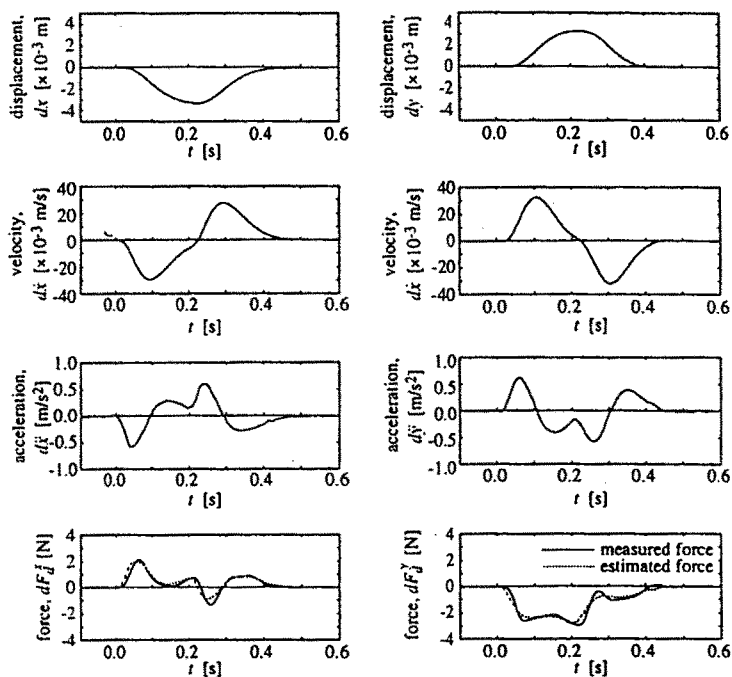 displacement,
dx [×10-3 m]
4
2
0
-2
-4
0.0 0.2 0.4 0.6
t [s]
displacement,
dy [×10-3 m]
4
2
0
-2
-4
0.0 0.2 0.4 0.6
t [s]
velocity,
dẋ [×10-3 m/s]
40
20
0
-20
-40
0.0 0.2 0.4 0.6
t [s]
velocity,
dẋ [×10-3 m/s]
40
20
0
-20
-40
0.0 0.2 0.4 0.6
t [s]
acceleration,
dẍ [m/s2]
1.0
0.5
0.0
-0.5
-1.0
0.0 0.2 0.4 0.6
t [s]
acceleration,
dÿ [m/s2]
1.0
0.5
0.0
-0.5
-1.0
0.0 0.2 0.4 0.6
t [s]
force, dF [N]
4
2
0
-2
-4
0.0 0.2 0.4 0.6
t [s]
force, dF [N]
4
2
0
-2
-4
measured force
estimated force
0.0 0.2 0.4 0.6
t [s]